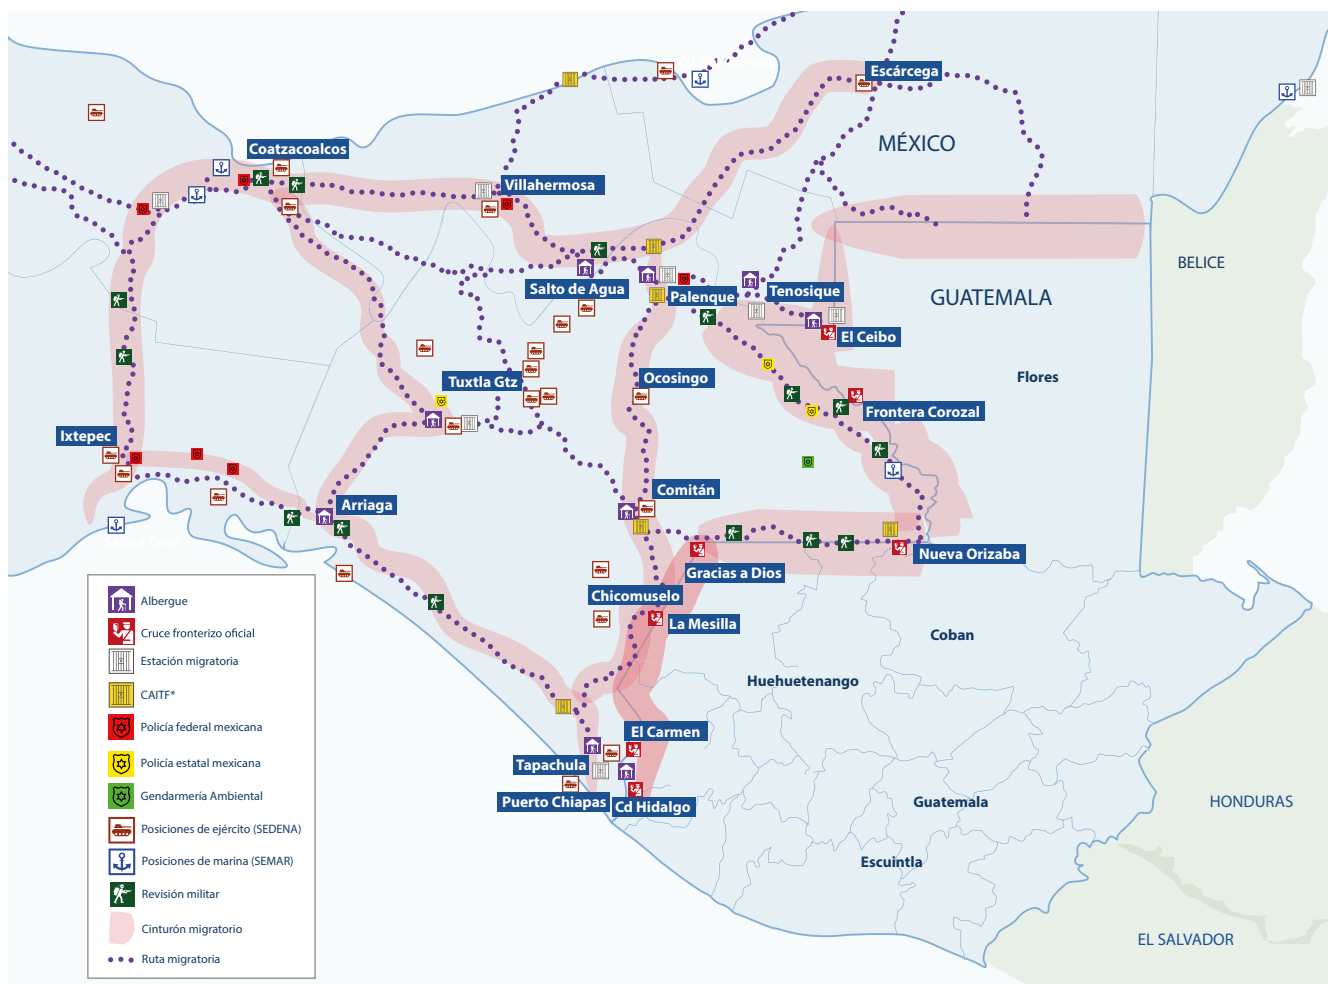 Escárcega
MÉXICO
Coatzacoalcos
Villahermosa
BELICE
Salto de Agua
Palenque
Tenosique
GUATEMALA
El Ceibo
Flores
Tuxtla Gtz
Ocosingo
Frontera Corozal
Ixtepec
Comitán
Arriaga
Nueva Orizaba
Gracias a Dios
Chicomuselo
La Mesilla
Coban
Huehuetenango
El Carmen
Tapachula
Puerto Chiapas
Cd Hidalgo
Guatemala
HONDURAS
Escuintla
EL SALVADOR
Albergue
Cruce fronterizo oficial
Estación migratoria
CAITF*
Policía federal mexicana
Policía estatal mexicana
Gendarmería Ambiental
Posiciones de ejército (SEDENA)
Posiciones de marina (SEMAR)
Revisión militar
Cinturón migratorio
Ruta migratoria